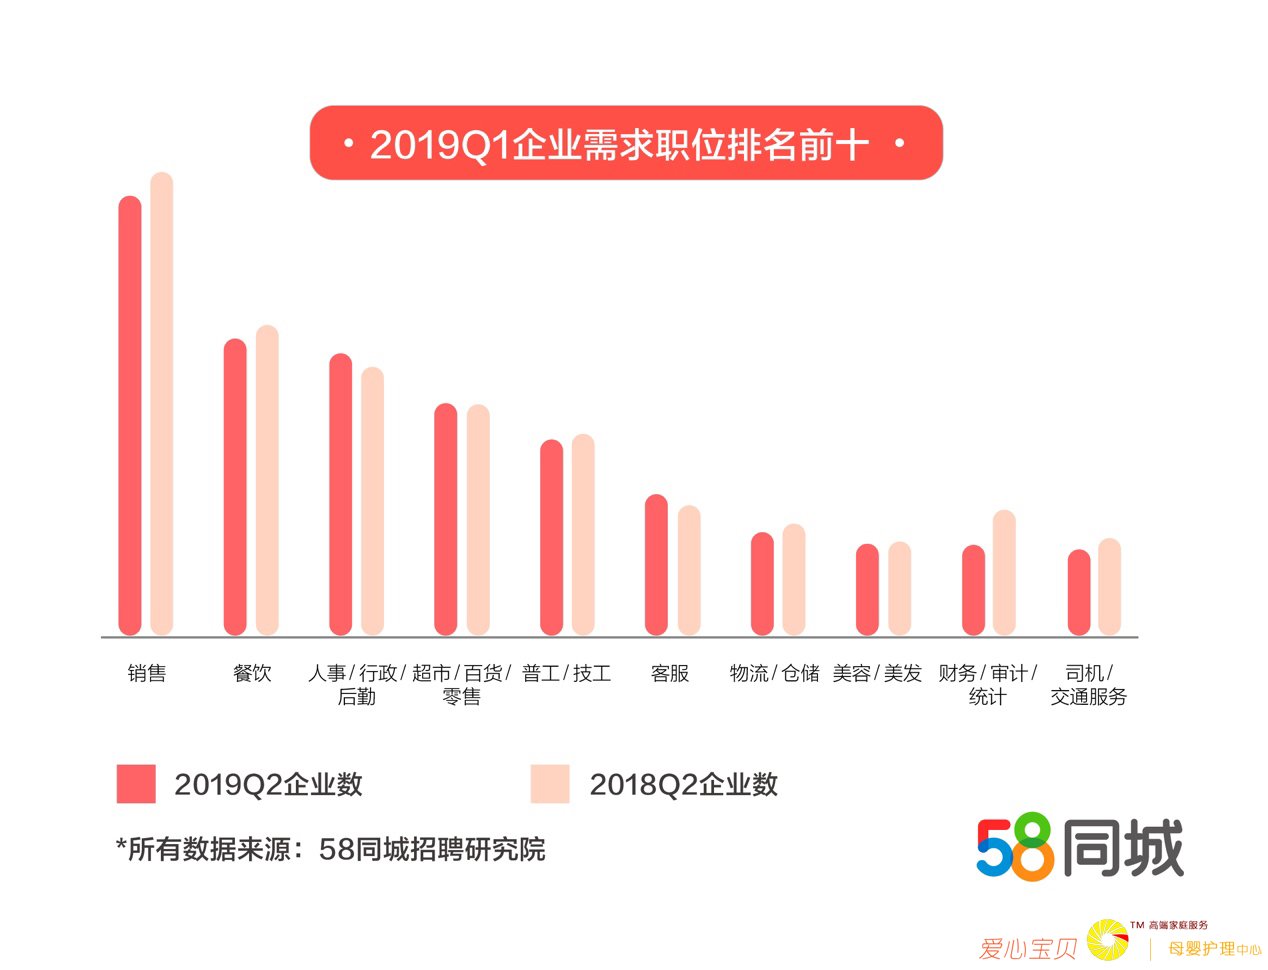 · 2019Q1企业需求职位排名前十 ·
销售
餐饮
人事/行政/
后勤
超市/百货/
零售
普工/技工
客服
物流/仓储
美容/美发
财务/审计/
统计
司机/
交通服务
2019Q2企业数
2018Q2企业数
*所有数据来源：58同城招聘研究院
58同城
爱心宝贝
TM 高端家庭服务
母婴护理中心